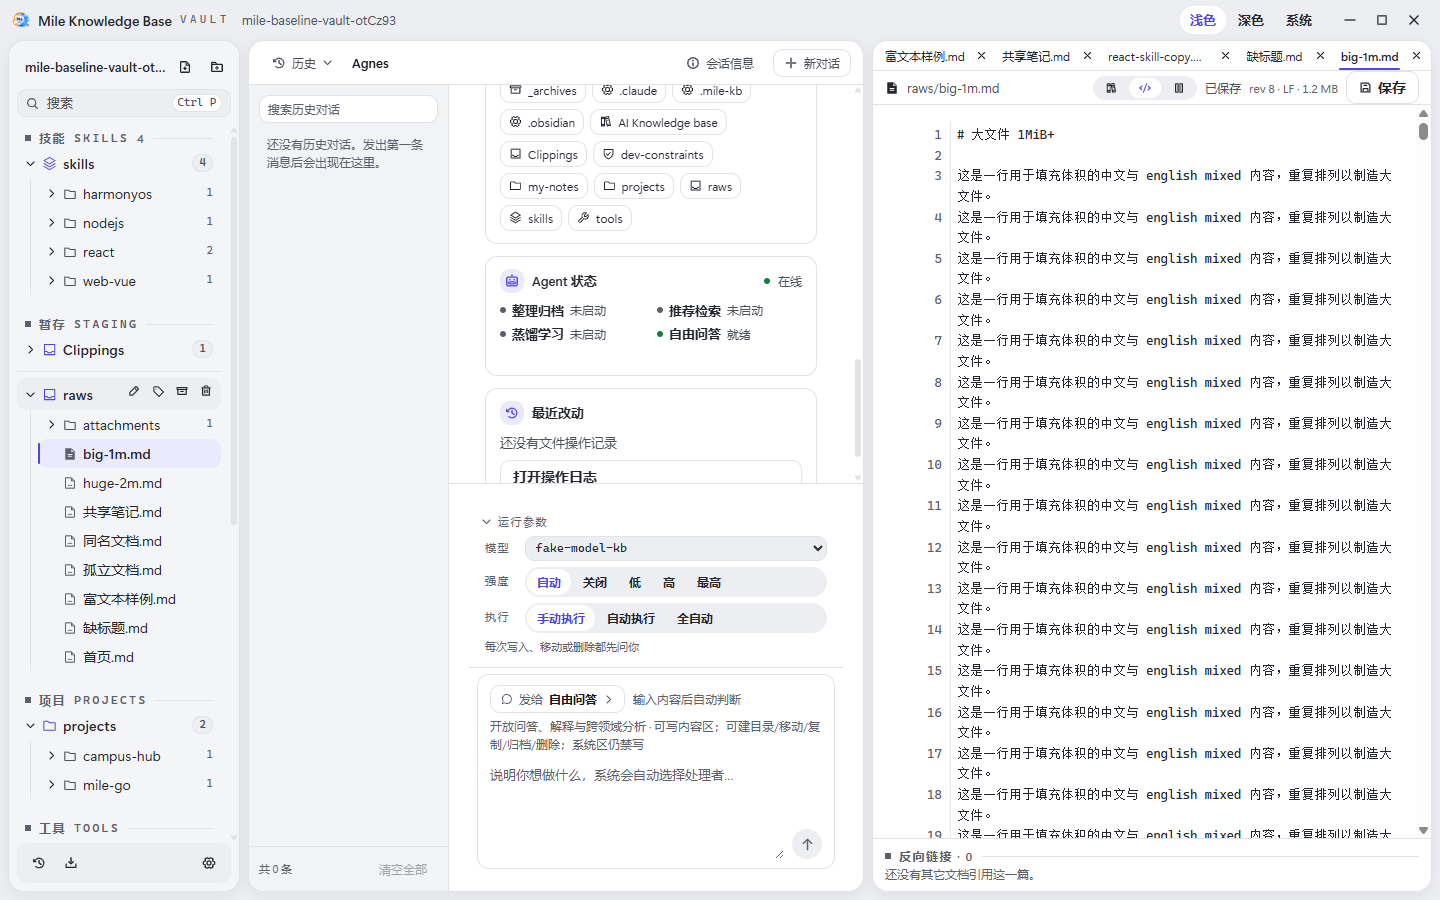 Mile Knowledge Base VAULT mile-baseline-vault-otCz93
浅色 深色 系统
mile-baseline-vault-ot...
搜索 Ctrl P
技能 SKILLS 4
skills 4
harmonyos 1
nodejs 1
react 2
web-vue 1
暂存 STAGING
Clippings 1
raws
attachments 1
big-1m.md
huge-2m.md
共享笔记.md
同名文档.md
孤立文档.md
富文本样例.md
缺标题.md
首页.md
项目 PROJECTS
projects 2
campus-hub 1
mile-go 1
工具 TOOLS
历史 Agnes 会话信息 新对话
搜索历史对话
还没有历史对话。发出第一条
消息后会出现在这里。
共 0 条 清空全部
_archives .claude .mile-kb
.obsidian AI Knowledge base
Clippings dev-constraints
my-notes projects raws
skills tools
Agent 状态 在线
整理归档 未启动 推荐检索 未启动
蒸馏学习 未启动 自由问答 就绪
最近改动
还没有文件操作记录
打开操作日志
运行参数
模型 fake-model-kb
强度 自动 关闭 低 高 最高
执行 手动执行 自动执行 全自动
每次写入、移动或删除都先问你
发给 自由问答 输入内容后自动判断
开放问答、解释与跨领域分析 · 可写内容区；可建目录/移动/复
制/归档/删除；系统区仍禁写
说明你想做什么，系统会自动选择处理者...
富文本样例.md 共享笔记.md react-skill-copy.... 缺标题.md big-1m.md
raws/big-1m.md 已保存 rev 8 · LF · 1.2 MB 保存
1 # 大文件 1MiB+
2
3 这是一行用于填充体积的中文与 english mixed 内容，重复排列以制造大
文件。
4 这是一行用于填充体积的中文与 english mixed 内容，重复排列以制造大
文件。
5 这是一行用于填充体积的中文与 english mixed 内容，重复排列以制造大
文件。
6 这是一行用于填充体积的中文与 english mixed 内容，重复排列以制造大
文件。
7 这是一行用于填充体积的中文与 english mixed 内容，重复排列以制造大
文件。
8 这是一行用于填充体积的中文与 english mixed 内容，重复排列以制造大
文件。
9 这是一行用于填充体积的中文与 english mixed 内容，重复排列以制造大
文件。
10 这是一行用于填充体积的中文与 english mixed 内容，重复排列以制造大
文件。
11 这是一行用于填充体积的中文与 english mixed 内容，重复排列以制造大
文件。
12 这是一行用于填充体积的中文与 english mixed 内容，重复排列以制造大
文件。
13 这是一行用于填充体积的中文与 english mixed 内容，重复排列以制造大
文件。
14 这是一行用于填充体积的中文与 english mixed 内容，重复排列以制造大
文件。
15 这是一行用于填充体积的中文与 english mixed 内容，重复排列以制造大
文件。
16 这是一行用于填充体积的中文与 english mixed 内容，重复排列以制造大
文件。
17 这是一行用于填充体积的中文与 english mixed 内容，重复排列以制造大
文件。
18 这是一行用于填充体积的中文与 english mixed 内容，重复排列以制造大
文件。
19 这是一行用于填充体积的中文与 english mixed 内容，重复排列以制造大
反向链接 · 0
还没有其它文档引用这一篇。